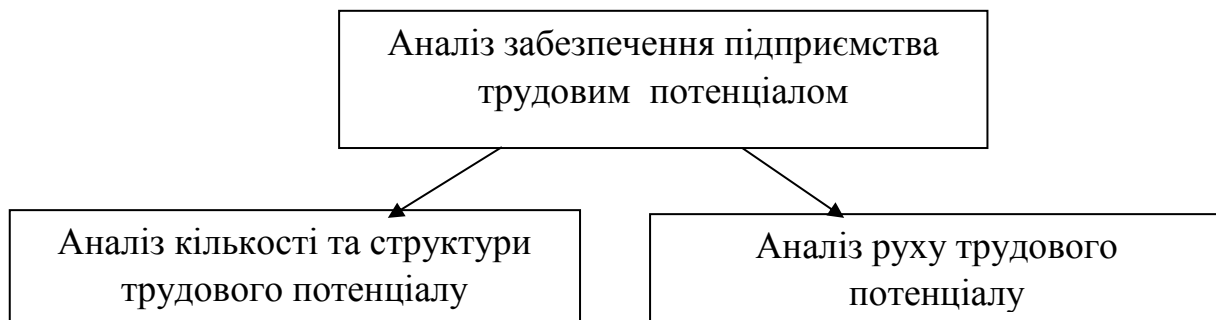 Аналіз забезпечення підприємства
трудовим потенціалом
Аналіз кількості та структури
трудового потенціалу
Аналіз руху трудового
потенціалу